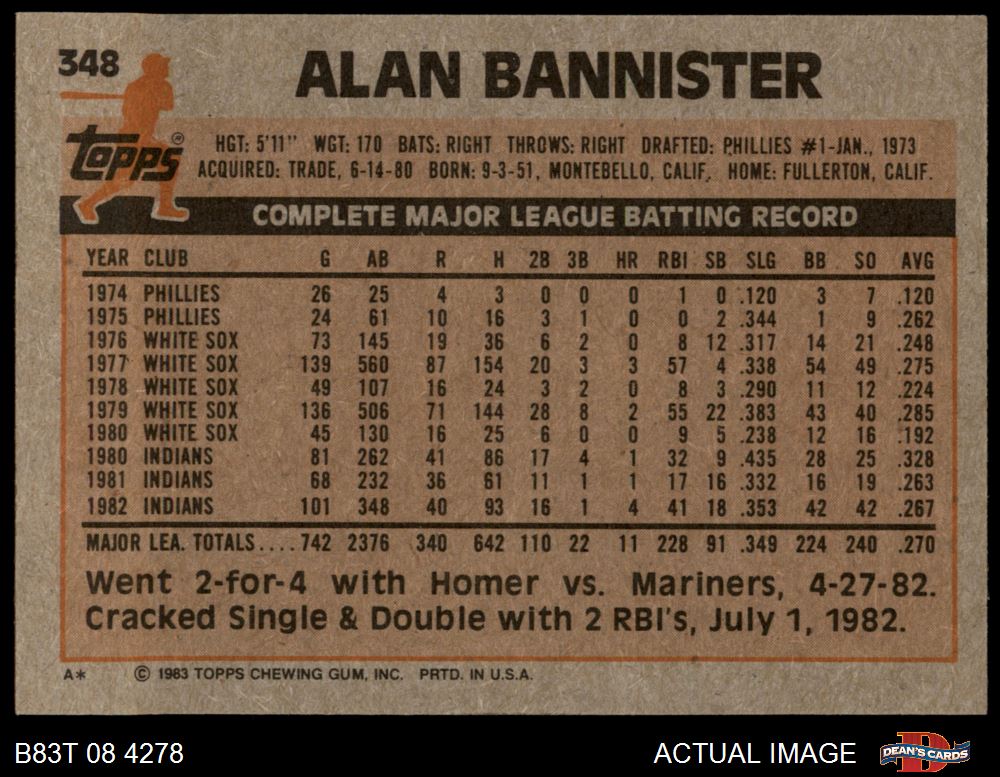 348
ALAN BANNISTER
Topps®
HGT: 5'11" WGT: 170 BATS: RIGHT THROWS: RIGHT DRAFTED: PHILLIES #1-JAN., 1973
ACQUIRED: TRADE, 6-14-80 BORN: 9-3-51, MONTEBELLO, CALIF. HOME: FULLERTON, CALIF.
COMPLETE MAJOR LEAGUE BATTING RECORD
YEAR CLUB G AB R H 2B 3B HR RBI SB SLG BB SO AVG
1974 PHILLIES 26 25 4 3 0 0 0 1 0 .120 3 7 .120
1975 PHILLIES 24 61 10 16 3 1 0 0 2 .344 1 9 .262
1976 WHITE SOX 73 145 19 36 6 2 0 8 12 .317 14 21 .248
1977 WHITE SOX 139 560 87 154 20 3 3 57 4 .338 54 49 .275
1978 WHITE SOX 49 107 16 24 3 2 0 8 3 .290 11 12 .224
1979 WHITE SOX 136 506 71 144 28 8 2 55 22 .383 43 40 .285
1980 WHITE SOX 45 130 16 25 6 0 0 9 5 .238 12 16 .192
1980 INDIANS 81 262 41 86 17 4 1 32 9 .435 28 25 .328
1981 INDIANS 68 232 36 61 11 1 1 17 16 .332 16 19 .263
1982 INDIANS 101 348 40 93 16 1 4 41 18 .353 42 42 .267
MAJOR LEA. TOTALS.... 742 2376 340 642 110 22 11 228 91 .349 224 240 .270
Went 2-for-4 with Homer vs. Mariners, 4-27-82.
Cracked Single & Double with 2 RBI's, July 1, 1982.
A* © 1983 TOPPS CHEWING GUM, INC. PRTD. IN U.S.A.
B83T 08 4278 ACTUAL IMAGE DEAN'S CARDS